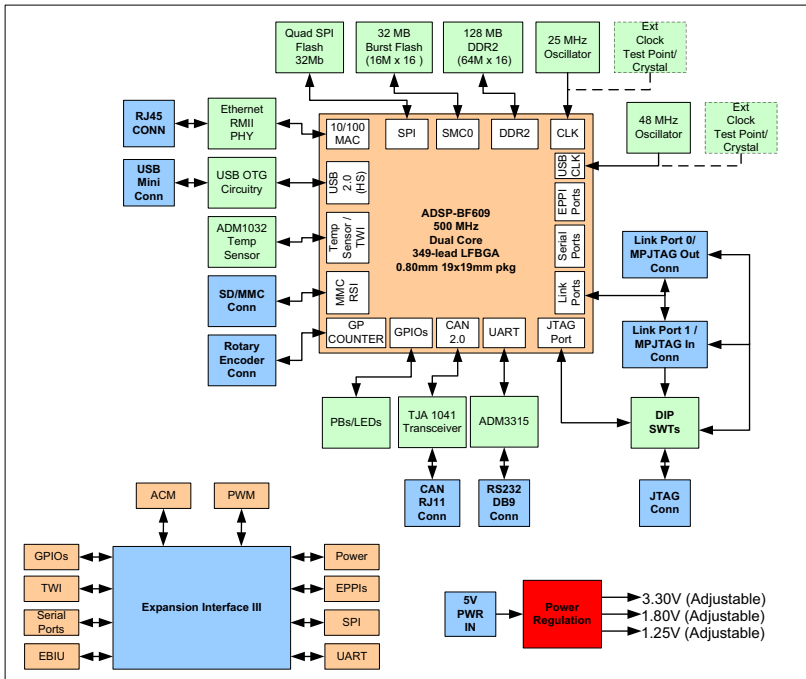 Quad SPI
Flash
32Mb
32 MB
Burst Flash
(16M x 16 )
128 MB
DDR2
(64M x 16)
25 MHz
Oscillator
Ext
Clock
Test Point/
Crystal
RJ45
CONN
Ethernet
RMII
PHY
10/100
MAC
SPI
SMC0
DDR2
CLK
48 MHz
Oscillator
Ext
Clock
Test Point/
Crystal
USB
Mini
Conn
USB OTG
Circuitry
USB
2.0
(HS)
USB
CLK
EPPI
Ports
ADM1032
Temp
Sensor
Temp
Sensor /
TWI
ADSP-BF609
500 MHz
Dual Core
349-lead LFBGA
0.80mm 19x19mm pkg
Serial
Ports
Link
Ports
Link Port 0/
MPJTAG Out
Conn
SD/MMC
Conn
MMC
RSI
Rotary
Encoder
Conn
GP
COUNTER
GPIOs
CAN
2.0
UART
JTAG
Port
Link Port 1 /
MPJTAG In
Conn
PBs/LEDs
TJA 1041
Transceiver
ADM3315
DIP
SWTs
CAN
RJ11
Conn
RS232
DB9
Conn
JTAG
Conn
ACM
PWM
GPIOs
TWI
Serial
Ports
EBIU
Expansion Interface III
Power
EPPIs
SPI
UART
5V
PWR
IN
Power
Regulation
3.30V (Adjustable)
1.80V (Adjustable)
1.25V (Adjustable)